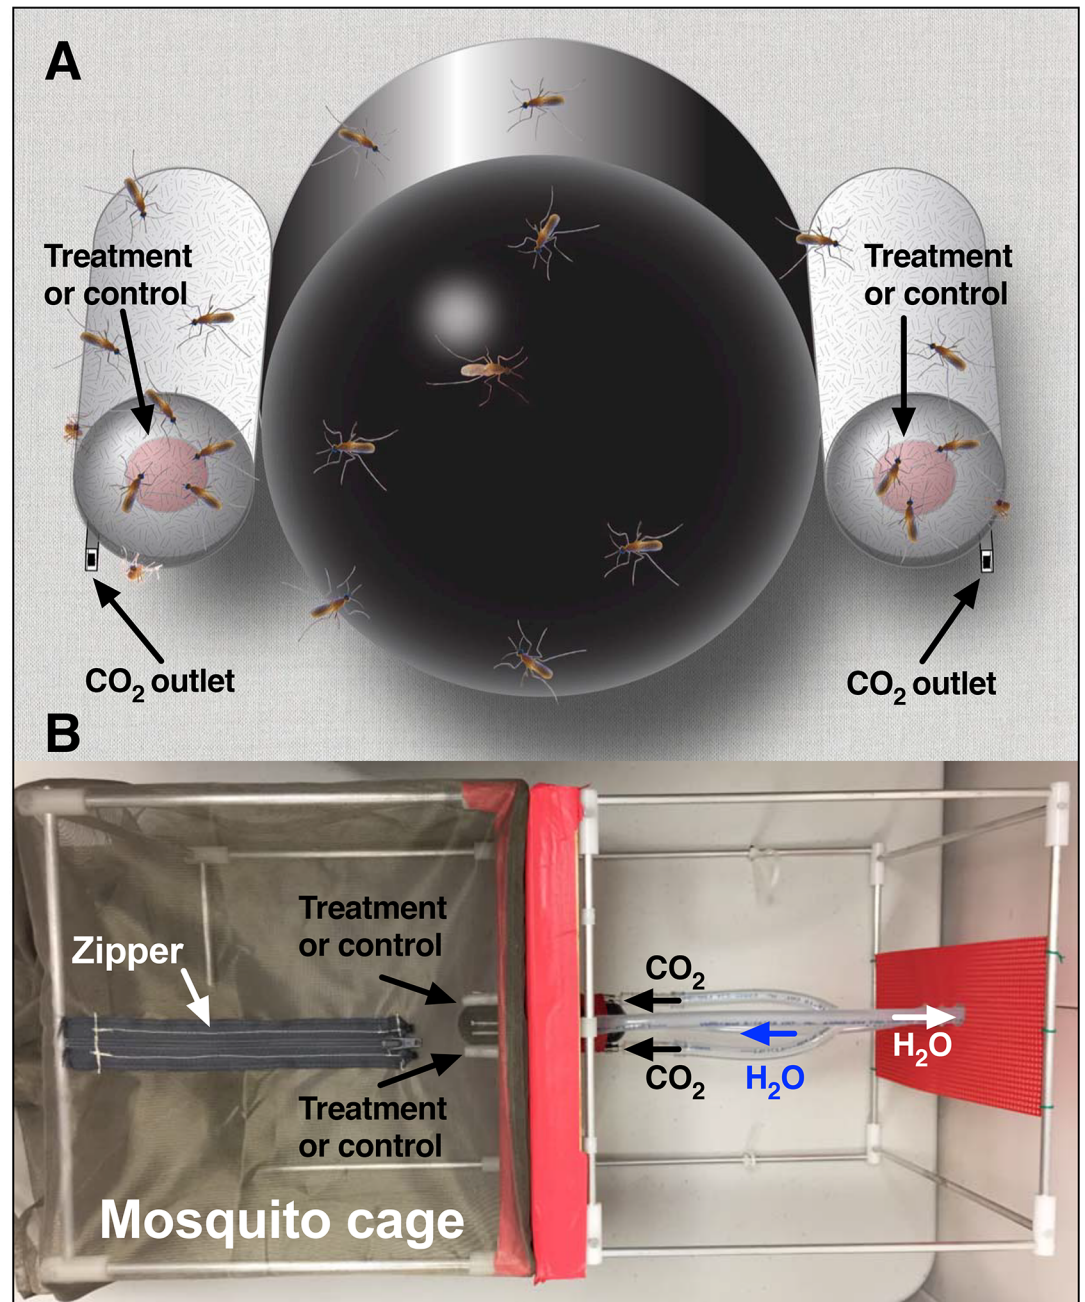 A
Treatment
or control
Treatment
or control
CO2 outlet
CO2 outlet
B
Treatment
or control
Zipper
CO2
H2O
CO2
H2O
Treatment
or control
Mosquito cage